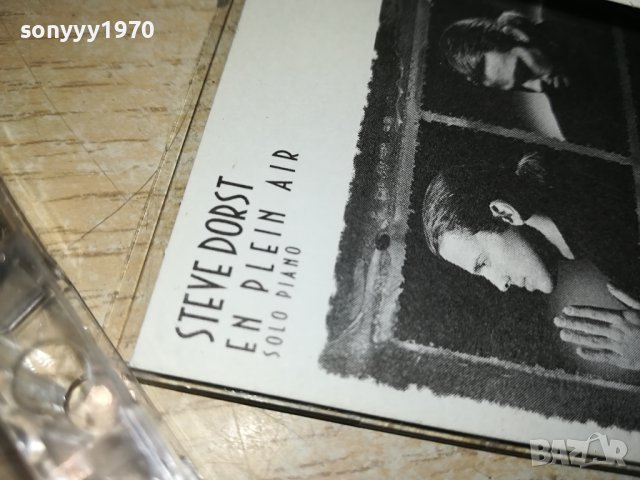 sonyyy1970
STEVE DORST
EN PLEIN AIR
SOLO PIANO
BAZAR